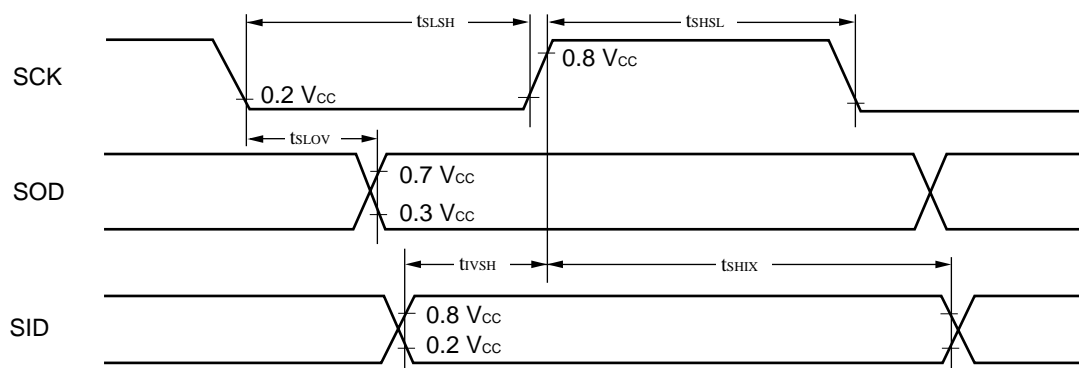 tSLSH
tSHSL
SCK
0.8 VCC
0.2 VCC
tSLOV
SOD
0.7 VCC
0.3 VCC
tIVSH
tSHIX
SID
0.8 VCC
0.2 VCC